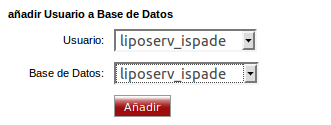 añadir Usuario a Base de Datos
Usuario: liposerv_ispade
Base de Datos: liposerv_ispade
Añadir